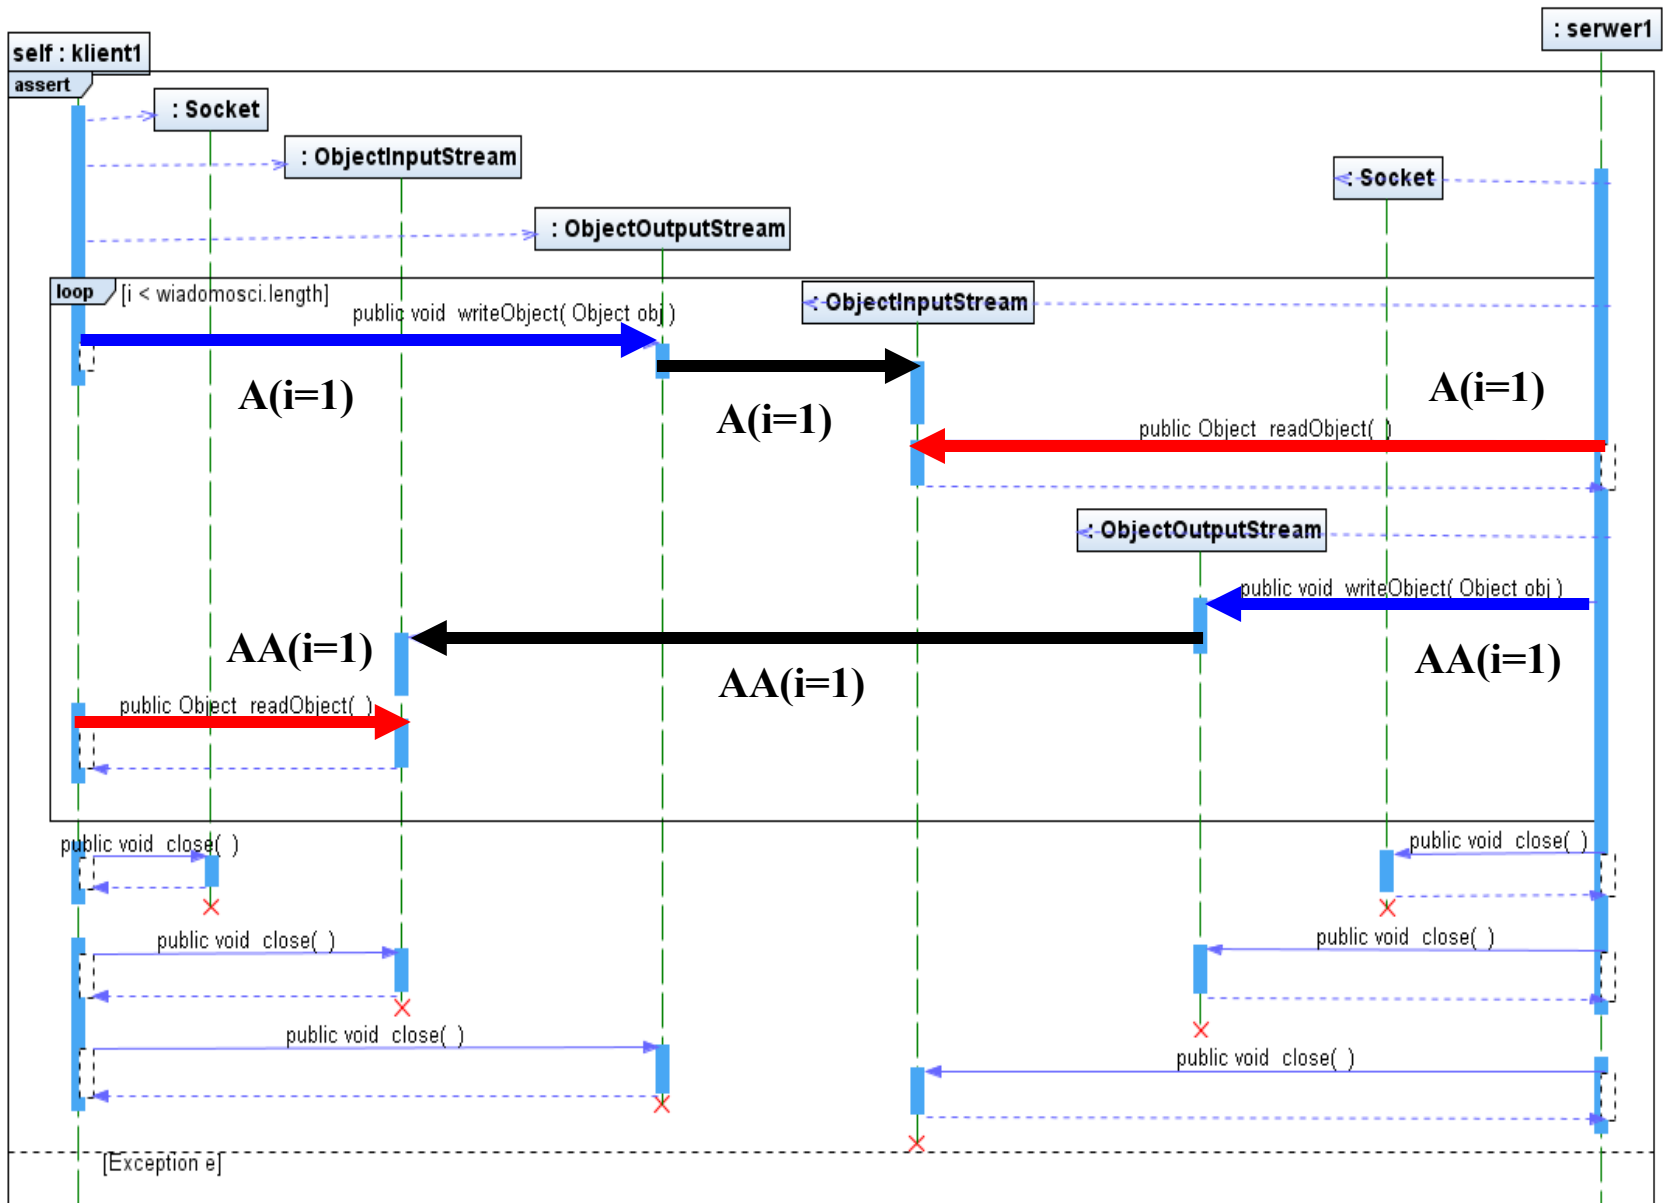 : serwer1
self : klient1
assert
: Socket
: ObjectInputStream
: Socket
: ObjectOutputStream
loop [i < wiadomosci.length]
: ObjectInputStream
public void writeObject( Object obj )
A(i=1)
A(i=1)
A(i=1)
public Object readObject( )
: ObjectOutputStream
public void writeObject( Object obj )
AA(i=1)
AA(i=1)
AA(i=1)
public Object readObject( )
public void close( )
public void close( )
public void close( )
public void close( )
public void close( )
public void close( )
[Exception e]